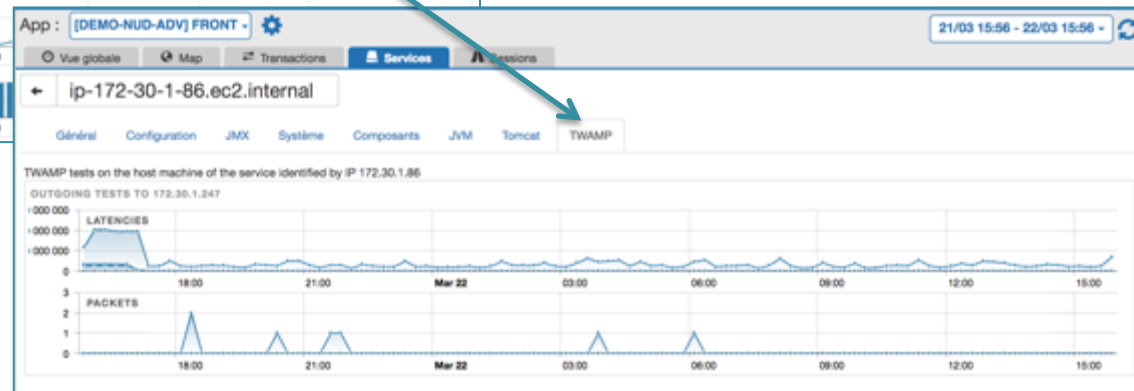 App : [DEMO-NUD-ADV] FRONT
21/03 15:56 - 22/03 15:56
Vue globale Map Transactions Services Sessions
ip-172-30-1-86.ec2.internal
Général Configuration JMX Système Composants JVM Tomcat TWAMP
TWAMP tests on the host machine of the service identified by IP 172.30.1.86
OUTGOING TESTS TO 172.30.1.247
000 000
LATENCIES
000 000
000 000
0
18:00 21:00 Mar 22 03:00 06:00 09:00 12:00 15:00
3
PACKETS
2
1
0
18:00 21:00 Mar 22 03:00 06:00 09:00 12:00 15:00